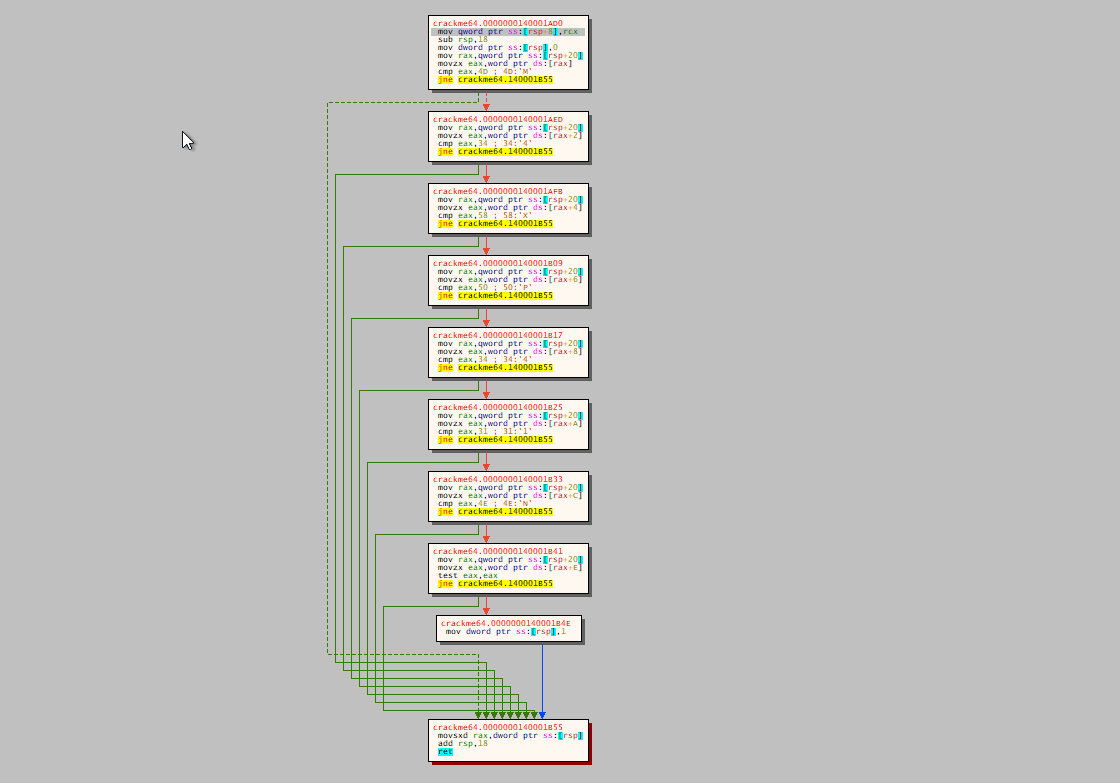 crackme64.0000000140001AD0
mov qword ptr ss:[rsp+8],rcx
sub rsp,18
mov dword ptr ss:[rsp],0
mov rax,qword ptr ss:[rsp+20]
movzx eax,word ptr ds:[rax]
cmp eax,4D ; 4D:'M'
jne crackme64.140001B55
crackme64.0000000140001AED
mov rax,qword ptr ss:[rsp+20]
movzx eax,word ptr ds:[rax+2]
cmp eax,34 ; 34:'4'
jne crackme64.140001B55
crackme64.0000000140001AFB
mov rax,qword ptr ss:[rsp+20]
movzx eax,word ptr ds:[rax+4]
cmp eax,58 ; 58:'X'
jne crackme64.140001B55
crackme64.0000000140001B09
mov rax,qword ptr ss:[rsp+20]
movzx eax,word ptr ds:[rax+6]
cmp eax,50 ; 50:'P'
jne crackme64.140001B55
crackme64.0000000140001B17
mov rax,qword ptr ss:[rsp+20]
movzx eax,word ptr ds:[rax+8]
cmp eax,34 ; 34:'4'
jne crackme64.140001B55
crackme64.0000000140001B25
mov rax,qword ptr ss:[rsp+20]
movzx eax,word ptr ds:[rax+A]
cmp eax,31 ; 31:'1'
jne crackme64.140001B55
crackme64.0000000140001B33
mov rax,qword ptr ss:[rsp+20]
movzx eax,word ptr ds:[rax+C]
cmp eax,4E ; 4E:'N'
jne crackme64.140001B55
crackme64.0000000140001B41
mov rax,qword ptr ss:[rsp+20]
movzx eax,word ptr ds:[rax+E]
test eax,eax
jne crackme64.140001B55
crackme64.0000000140001B4E
mov dword ptr ss:[rsp],1
crackme64.0000000140001B55
movsxd rax,dword ptr ss:[rsp]
add rsp,18
ret